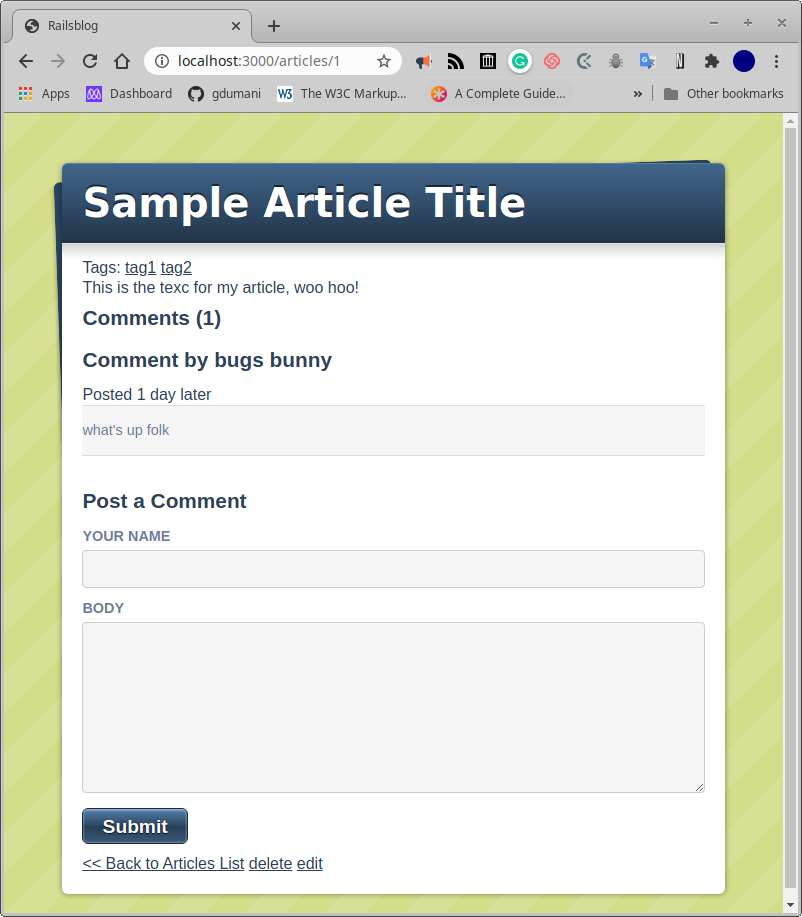 Railsblog
localhost:3000/articles/1
Apps Dashboard gdumani W3 The W3C Markup... A Complete Guide... » Other bookmarks
Sample Article Title
Tags: tag1 tag2
This is the texc for my article, woo hoo!
Comments (1)
Comment by bugs bunny
Posted 1 day later
what's up folk
Post a Comment
YOUR NAME
BODY
Submit
<< Back to Articles List delete edit